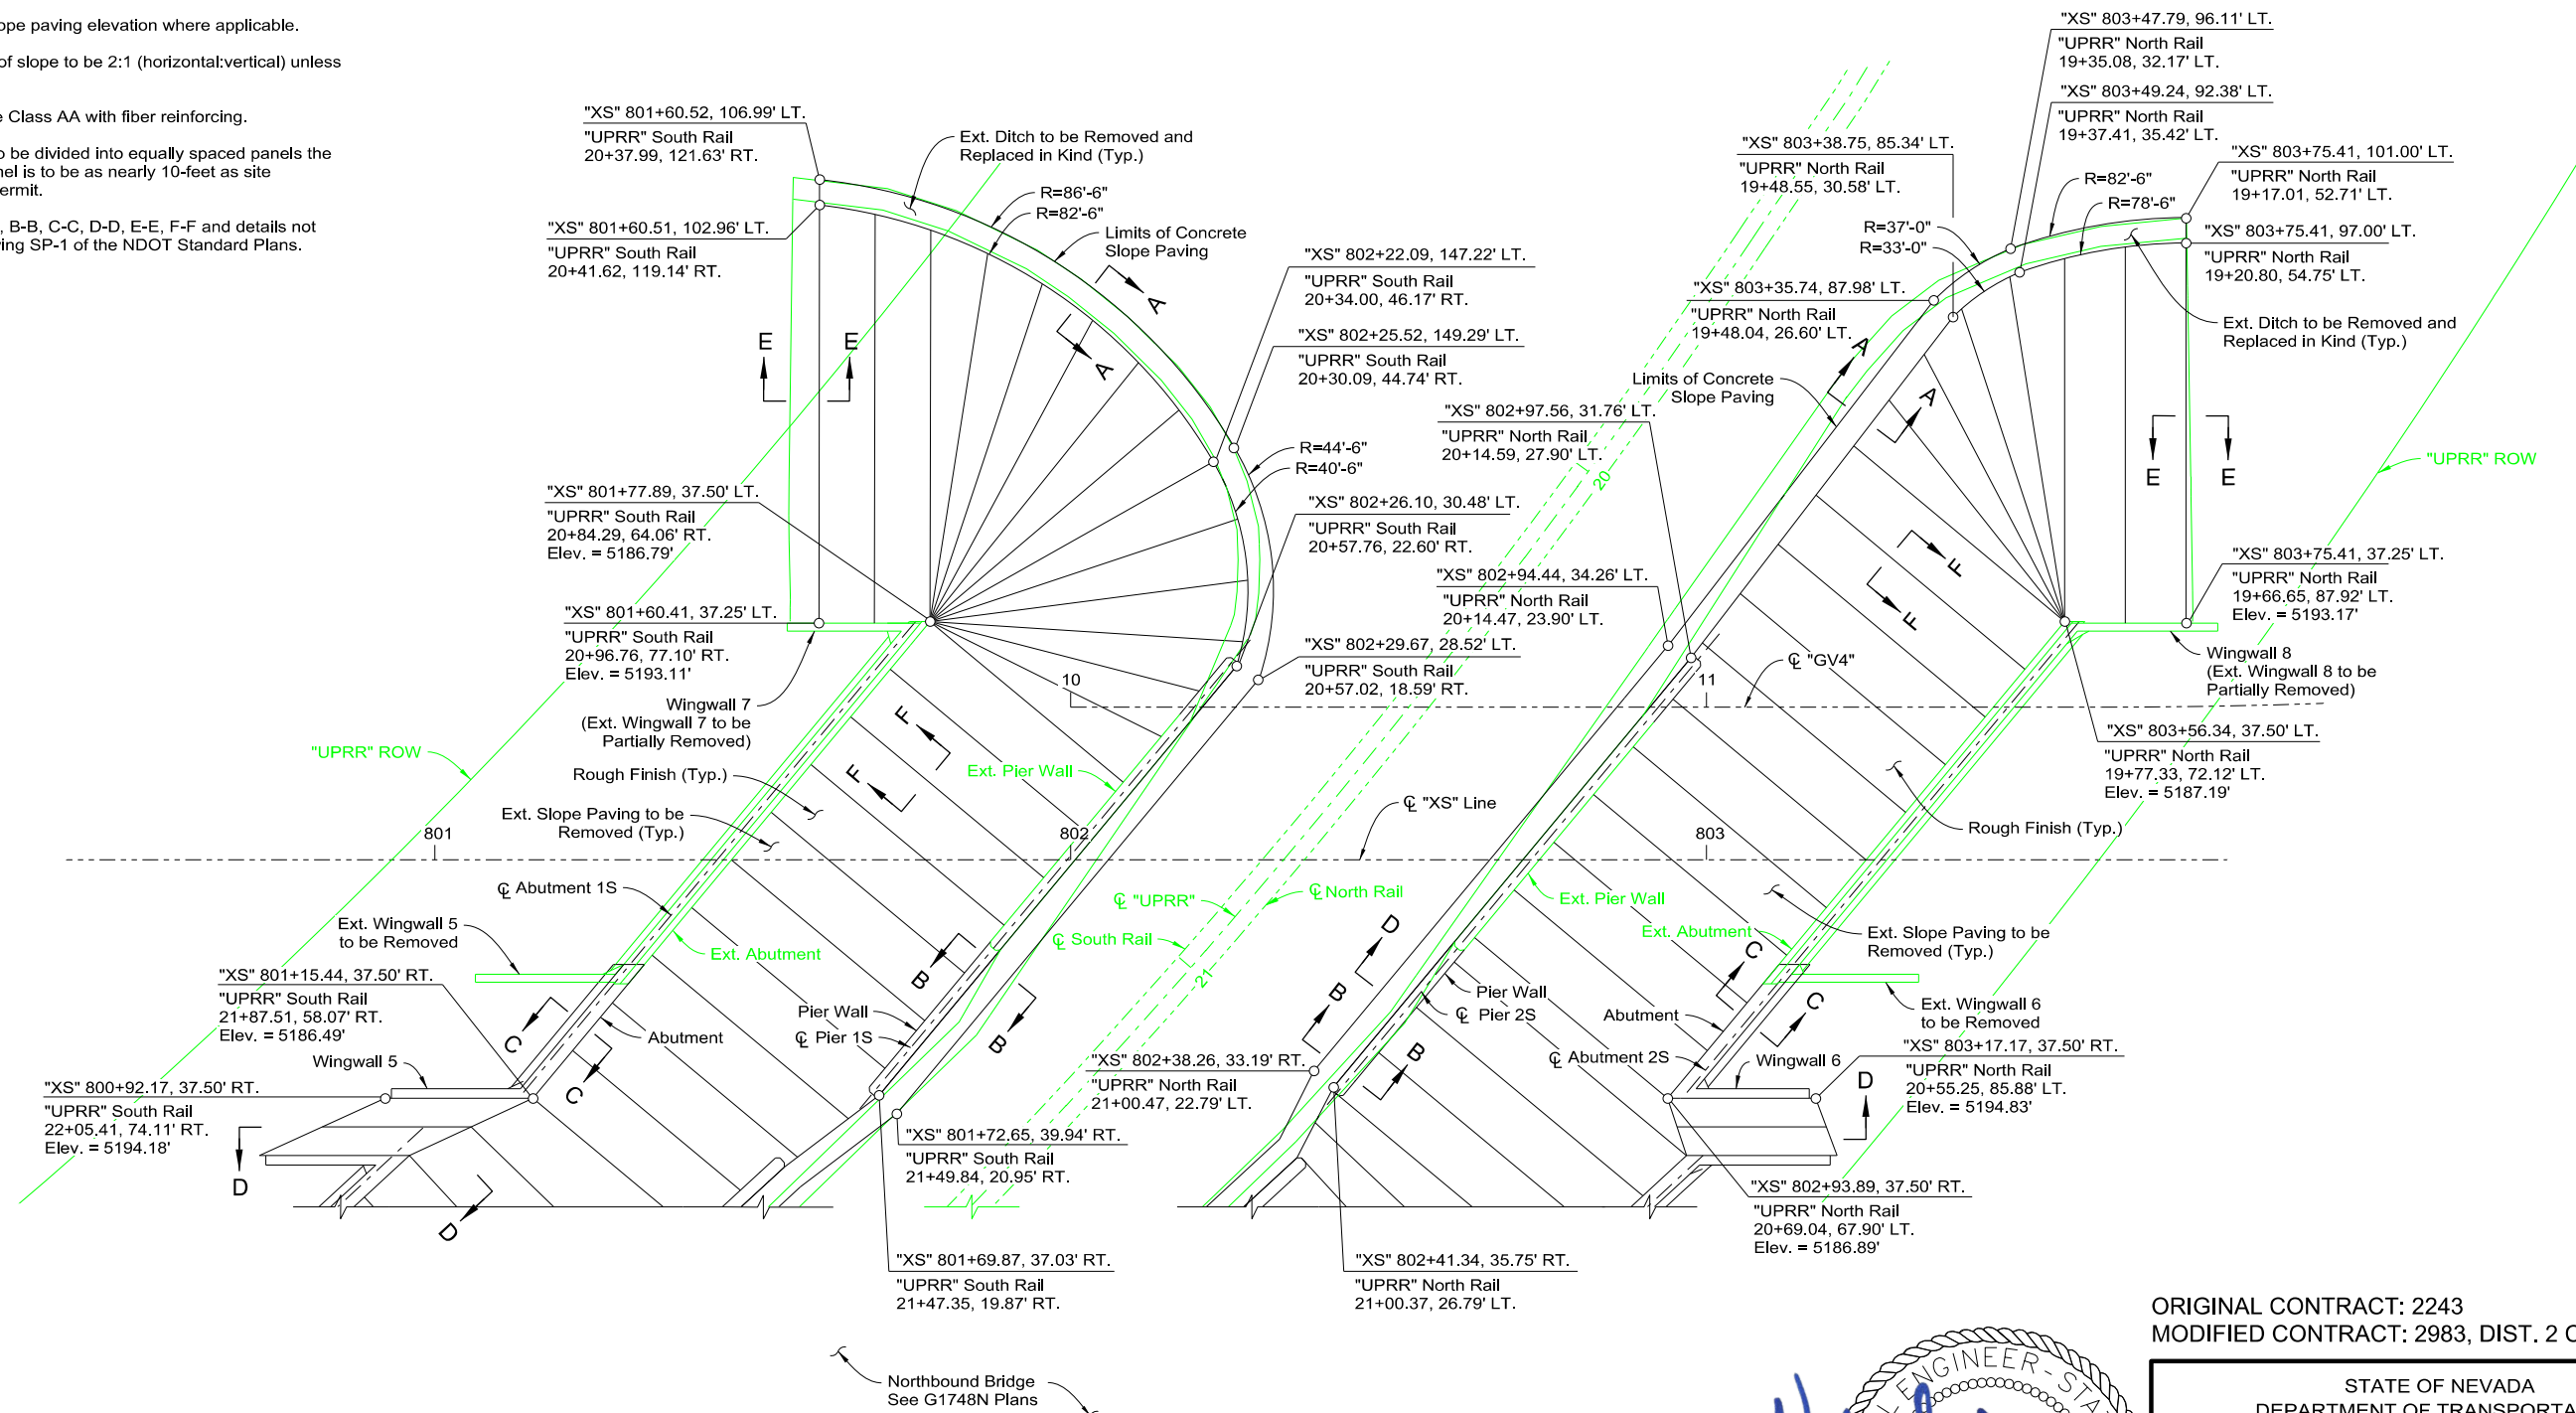 ope paving elevation where applicable.
of slope to be 2:1 (horizontal:vertical) unless
e Class AA with fiber reinforcing.
o be divided into equally spaced panels the
nel is to be as nearly 10-feet as site
ermit.
, B-B, C-C, D-D, E-E, F-F and details not
wing SP-1 of the NDOT Standard Plans.
"XS" 801+60.52, 106.99' LT.
"UPRR" South Rail
20+37.99, 121.63' RT.
Ext. Ditch to be Removed and
Replaced in Kind (Typ.)
R=86'-6"
R=82'-6"
Limits of Concrete
Slope Paving
"XS" 801+60.51, 102.96' LT.
"UPRR" South Rail
20+41.62, 119.14' RT.
"XS" 802+22.09, 147.22' LT.
"UPRR" South Rail
20+34.00, 46.17' RT.
"XS" 802+25.52, 149.29' LT.
"UPRR" South Rail
20+30.09, 44.74' RT.
R=44'-6"
R=40'-6"
A
A
E
E
"XS" 801+77.89, 37.50' LT.
"UPRR" South Rail
20+84.29, 64.06' RT.
Elev. = 5186.79'
"XS" 802+26.10, 30.48' LT.
"UPRR" South Rail
20+57.76, 22.60' RT.
"XS" 801+60.41, 37.25' LT.
"UPRR" South Rail
20+96.76, 77.10' RT.
Elev. = 5193.11'
"XS" 802+29.67, 28.52' LT.
"UPRR" South Rail
20+57.02, 18.59' RT.
Wingwall 7
(Ext. Wingwall 7 to be
Partially Removed)
"UPRR" ROW
Rough Finish (Typ.)
Ext. Slope Paving to be
Removed (Typ.)
F
F
10
Ext. Pier Wall
801
802
℄ Abutment 1S
Ext. Wingwall 5
to be Removed
Ext. Abutment
"XS" 801+15.44, 37.50' RT.
"UPRR" South Rail
21+87.51, 58.07' RT.
Elev. = 5186.49'
Wingwall 5
"XS" 800+92.17, 37.50' RT.
"UPRR" South Rail
22+05.41, 74.11' RT.
Elev. = 5194.18'
Abutment
Pier Wall
℄ Pier 1S
B
B
C
C
D
D
"XS" 801+72.65, 39.94' RT.
"UPRR" South Rail
21+49.84, 20.95' RT.
"XS" 801+69.87, 37.03' RT.
"UPRR" South Rail
21+47.35, 19.87' RT.
Northbound Bridge
See G1748N Plans
"XS" 803+47.79, 96.11' LT.
"UPRR" North Rail
19+35.08, 32.17' LT.
"XS" 803+49.24, 92.38' LT.
"UPRR" North Rail
19+37.41, 35.42' LT.
"XS" 803+38.75, 85.34' LT.
"UPRR" North Rail
19+48.55, 30.58' LT.
"XS" 803+75.41, 101.00' LT.
"UPRR" North Rail
19+17.01, 52.71' LT.
R=82'-6"
R=78'-6"
R=37'-0"
R=33'-0"
"XS" 803+75.41, 97.00' LT.
"UPRR" North Rail
19+20.80, 54.75' LT.
"XS" 803+35.74, 87.98' LT.
"UPRR" North Rail
19+48.04, 26.60' LT.
Ext. Ditch to be Removed and
Replaced in Kind (Typ.)
Limits of Concrete
Slope Paving
A
A
"XS" 802+97.56, 31.76' LT.
"UPRR" North Rail
20+14.59, 27.90' LT.
20
E
E
"UPRR" ROW
F
F
"XS" 802+94.44, 34.26' LT.
"UPRR" North Rail
20+14.47, 23.90' LT.
"XS" 803+75.41, 37.25' LT.
"UPRR" North Rail
19+66.65, 87.92' LT.
Elev. = 5193.17'
℄ "GV4"
11
Wingwall 8
(Ext. Wingwall 8 to be
Partially Removed)
"XS" 803+56.34, 37.50' LT.
"UPRR" North Rail
19+77.33, 72.12' LT.
Elev. = 5187.19'
℄ "XS" Line
803
Rough Finish (Typ.)
℄ "UPRR"
℄ North Rail
℄ South Rail
21
Ext. Pier Wall
Ext. Abutment
Ext. Slope Paving to be
Removed (Typ.)
D
B
B
C
C
Pier Wall
℄ Pier 2S
Abutment
℄ Abutment 2S
Wingwall 6
Ext. Wingwall 6
to be Removed
"XS" 803+17.17, 37.50' RT.
"UPRR" North Rail
20+55.25, 85.88' LT.
Elev. = 5194.83'
D
"XS" 802+38.26, 33.19' RT.
"UPRR" North Rail
21+00.47, 22.79' LT.
"XS" 802+93.89, 37.50' RT.
"UPRR" North Rail
20+69.04, 67.90' LT.
Elev. = 5186.89'
"XS" 802+41.34, 35.75' RT.
"UPRR" North Rail
21+00.37, 26.79' LT.
ORIGINAL CONTRACT: 2243
MODIFIED CONTRACT: 2983, DIST. 2 C
ENGINEER-STA
STATE OF NEVADA
DEPARTMENT OF TRANSPORTA